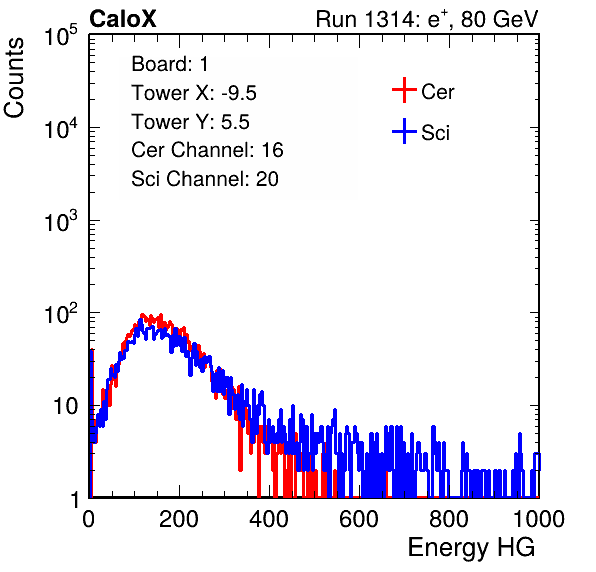 CaloX Run 1314: e⁺, 80 GeV
Counts
Board: 1
Tower X: -9.5
Tower Y: 5.5
Cer Channel: 16
Sci Channel: 20
Cer
Sci
10⁵
10⁴
10³
10²
10
1
0 200 400 600 800 1000
Energy HG